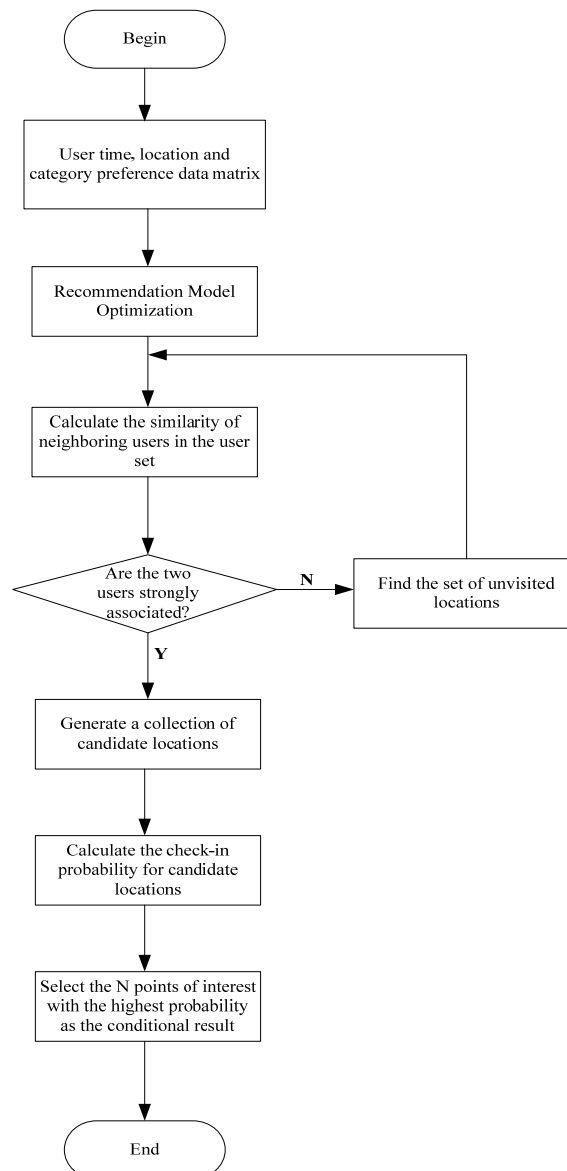 Begin
User time, location and
category preference data matrix
Recommendation Model
Optimization
Calculate the similarity of
neighboring users in the user
set
Are the two
users strongly
associated?
N
Find the set of unvisited
locations
Y
Generate a collection of
candidate locations
Calculate the check-in
probability for candidate
locations
Select the N points of interest
with the highest probability
as the conditional result
End